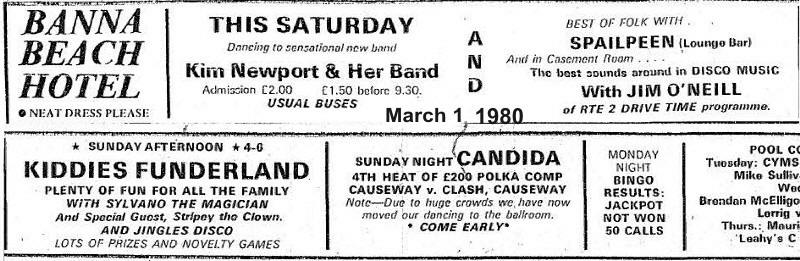 BANNA
BEACH
HOTEL
NEAT DRESS PLEASE
THIS SATURDAY
Dancing to sensational new band
Kim Newport & Her Band
Admission £2.00 £1.50 before 9.30.
USUAL BUSES
AND
BEST OF FOLK WITH .
SPAILPEEN (Lounge Bar)
And in Casement Room . . . .
The best sounds around in DISCO MUSIC
With JIM O'NEILL
of RTE 2 DRIVE TIME programme.
March 1, 1980
★ SUNDAY AFTERNOON ★ 4-6
KIDDIES FUNDERLAND
PLENTY OF FUN FOR ALL THE FAMILY
WITH SYLVANO THE MAGICIAN
And Special Guest, Stripey the Clown.
AND JINGLES DISCO
LOTS OF PRIZES AND NOVELTY GAMES
SUNDAY NIGHT CANDIDA
4TH HEAT OF £200 POLKA COMP
CAUSEWAY v. CLASH, CAUSEWAY
Note—Due to huge crowds we have now
moved our dancing to the ballroom.
* COME EARLY*
MONDAY
NIGHT
BINGO
RESULTS:
JACKPOT
NOT WON
50 CALLS
POOL CO
Tuesday: CYMS
Mike Sulliv
Wed
Brendan McElligo
Lerrig v
Thurs.: Mauri
'Leahy's C